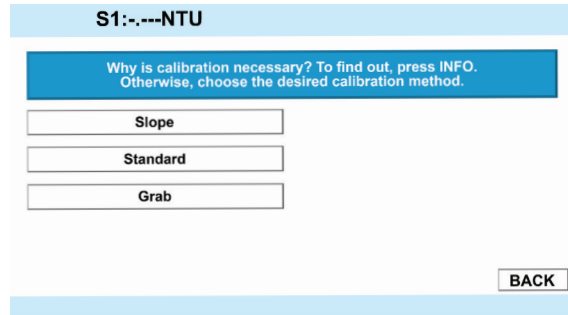 S1:-.---NTU
Why is calibration necessary? To find out, press INFO.
Otherwise, choose the desired calibration method.
Slope
Standard
Grab
BACK